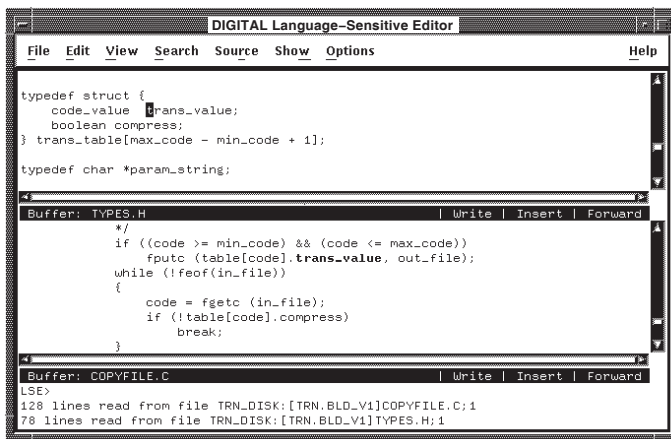 DIGITAL Language–Sensitive Editor
File Edit View Search Source Show Options Help
typedef struct {
    code_value  trans_value;
    boolean compress;
} trans_table[max_code - min_code + 1];
typedef char *param_string;
Buffer: TYPES.H | Write | Insert | Forward
*/
if ((code >= min_code) && (code <= max_code))
    fputc (table[code].trans_value, out_file);
while (!feof(in_file))
{
    code = fgetc (in_file);
    if (!table[code].compress)
        break;
}
Buffer: COPYFILE.C | Write | Insert | Forward
LSE>
128 lines read from file TRN_DISK:[TRN.BLD_V1]COPYFILE.C;1
78 lines read from file TRN_DISK:[TRN.BLD_V1]TYPES.H;1